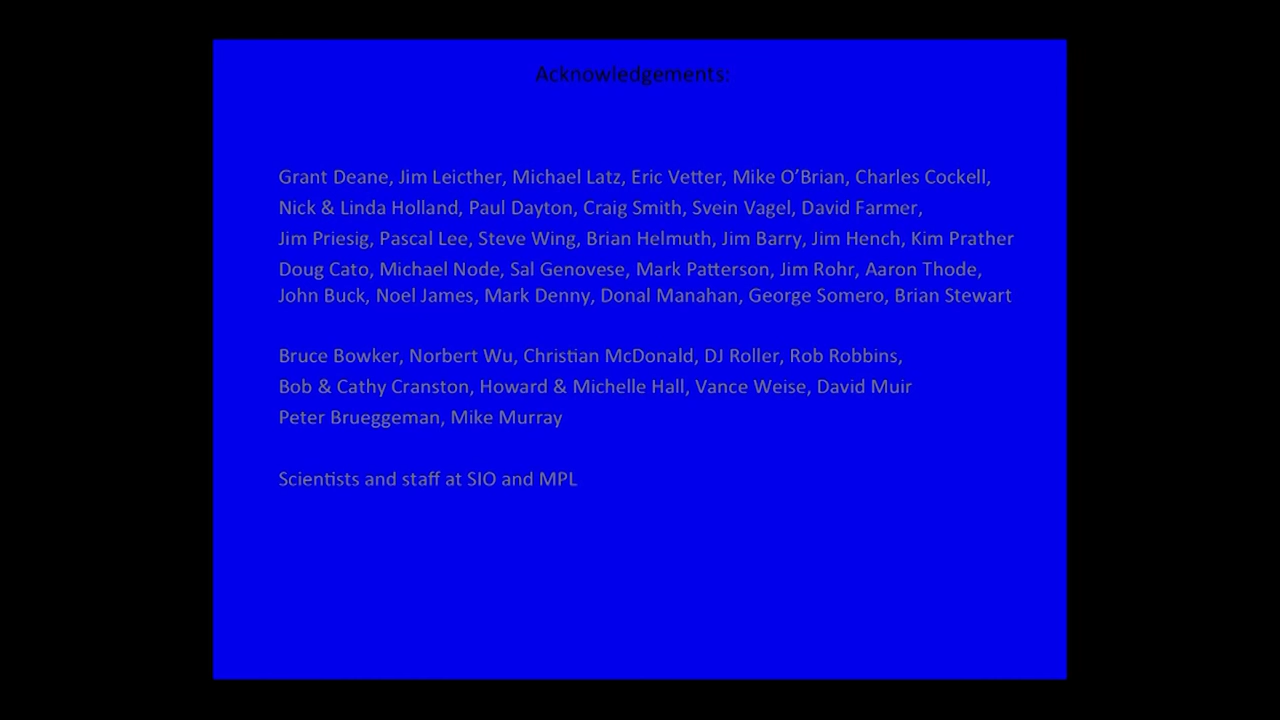 Acknowledgements:
Grant Deane, Jim Leicther, Michael Latz, Eric Vetter, Mike O’Brian, Charles Cockell,
Nick & Linda Holland, Paul Dayton, Craig Smith, Svein Vagel, David Farmer,
Jim Priesig, Pascal Lee, Steve Wing, Brian Helmuth, Jim Barry, Jim Hench, Kim Prather
Doug Cato, Michael Node, Sal Genovese, Mark Patterson, Jim Rohr, Aaron Thode,
John Buck, Noel James, Mark Denny, Donal Manahan, George Somero, Brian Stewart
Bruce Bowker, Norbert Wu, Christian McDonald, DJ Roller, Rob Robbins,
Bob & Cathy Cranston, Howard & Michelle Hall, Vance Weise, David Muir
Peter Brueggeman, Mike Murray
Scientists and staff at SIO and MPL